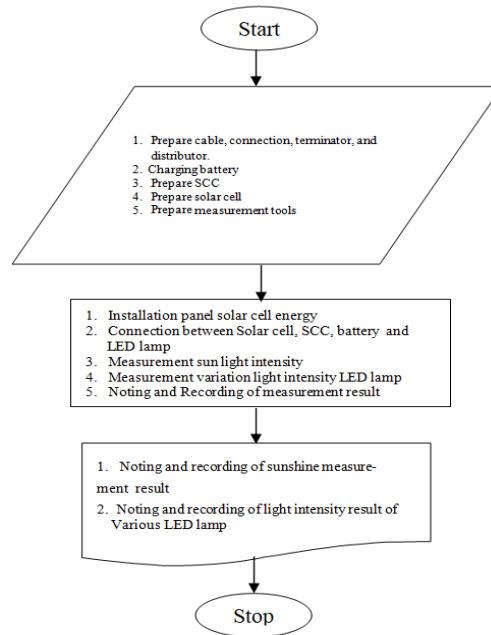 Start
1. Prepare cable, connection, terminator, and
distributor.
2. Charging battery
3. Prepare SCC
4. Prepare solar cell
5. Prepare measurement tools
1. Installation panel solar cell energy
2. Connection between Solar cell, SCC, battery and
LED lamp
3. Measurement sun light intensity
4. Measurement variation light intensity LED lamp
5. Noting and Recording of measurement result
1. Noting and recording of sunshine measure-
ment result
2. Noting and recording of light intensity result of
Various LED lamp
Stop